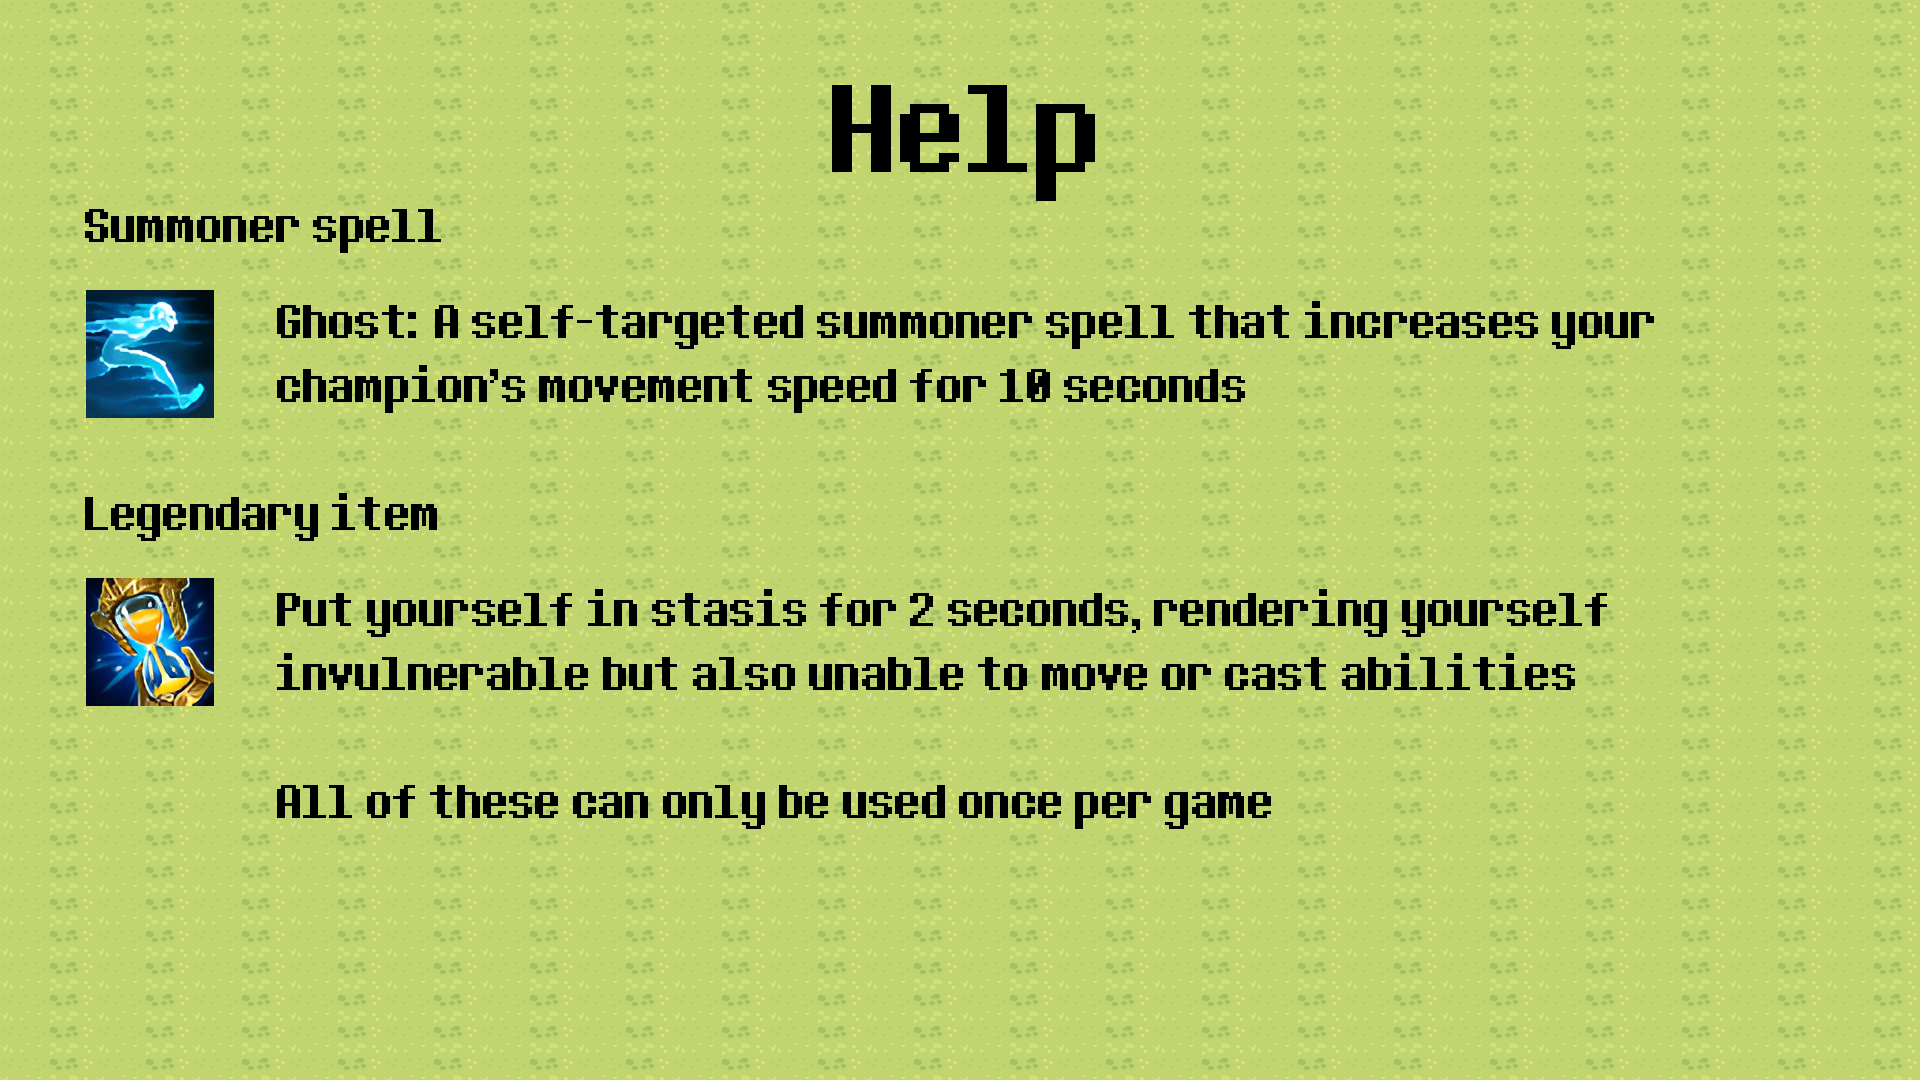 Help
Summoner spell
Ghost: A self-targeted summoner spell that increases your
champion's movement speed for 10 seconds
Legendary item
Put yourself in stasis for 2 seconds, rendering yourself
invulnerable but also unable to move or cast abilities
All of these can only be used once per game